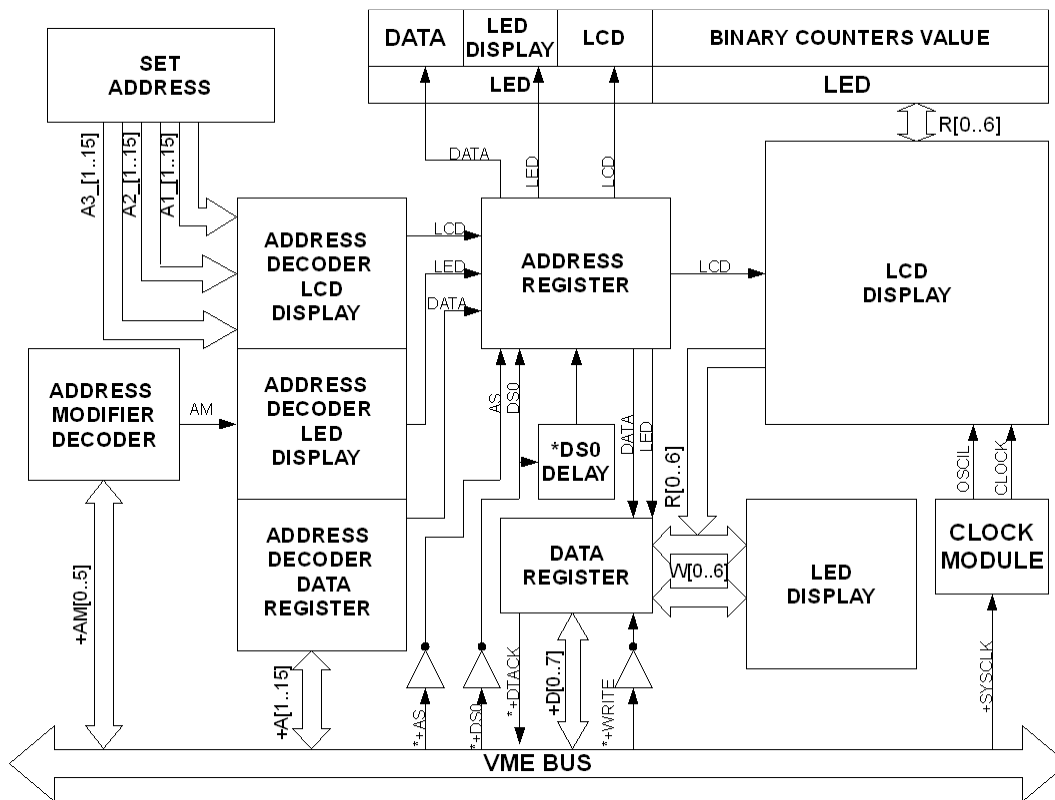 SET
ADDRESS
DATA
LED
DISPLAY
LCD
BINARY COUNTERS VALUE
LED
LED
R[0..6]
A3_[1..15]
A2_[1..15]
A1_[1..15]
DATA
LED
LCD
ADDRESS
DECODER
LCD
DISPLAY
LCD
LED
DATA
ADDRESS
REGISTER
LCD
LCD
DISPLAY
ADDRESS
MODIFIER
DECODER
AM
ADDRESS
DECODER
LED
DISPLAY
AS
DS0
*DS0
DELAY
DATA
LED
R[0..6]
OSCIL
CLOCK
ADDRESS
DECODER
DATA
REGISTER
DATA
REGISTER
W[0..6]
LED
DISPLAY
CLOCK
MODULE
+AM[0..5]
+A[1..15]
*+AS
*+DS0
*+DTACK
+D[0..7]
*+WRITE
+SYSCLK
VME BUS